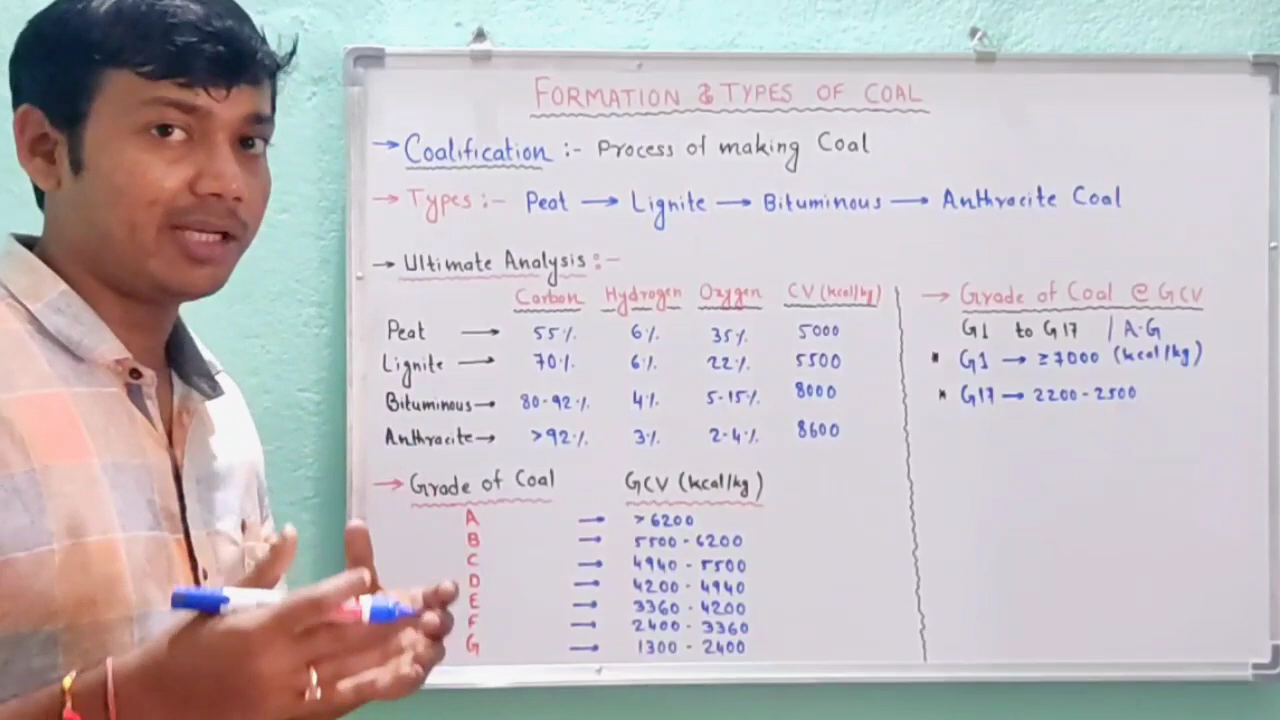 FORMATION & TYPES OF COAL
→ Coalification :- Process of making Coal
→ Types :- Peat → Lignite → Bituminous → Anthracite Coal
→ Ultimate Analysis :-
Carbon Hydrogen Oxygen CV (kcal/kg)
Peat → 55% 6% 35% 5000
Lignite → 70% 6% 22% 5500
Bituminous → 80-92% 4% 5-15% 8000
Anthracite → >92% 3% 2-4% 8600
→ Grade of Coal GCV (kcal/kg)
A → >6200
B → 5500 - 6200
C → 4940 - 5500
D → 4200 - 4940
E → 3360 - 4200
F → 2400 - 3360
G → 1300 - 2400
→ Grade of Coal @ GCV
G1 to G17 / A-G
* G1 → ≥7000 (kcal/kg)
* G17 → 2200-2500